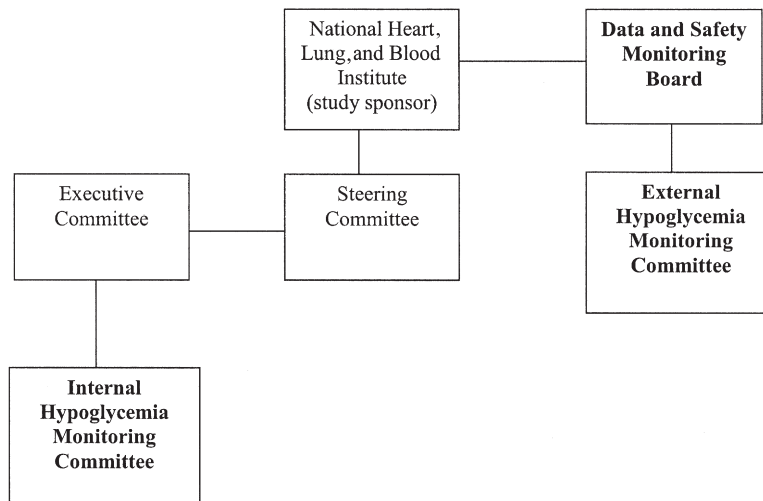 National Heart,
Lung, and Blood
Institute
(study sponsor)
Data and Safety
Monitoring
Board
Executive
Committee
Steering
Committee
External
Hypoglycemia
Monitoring
Committee
Internal
Hypoglycemia
Monitoring
Committee